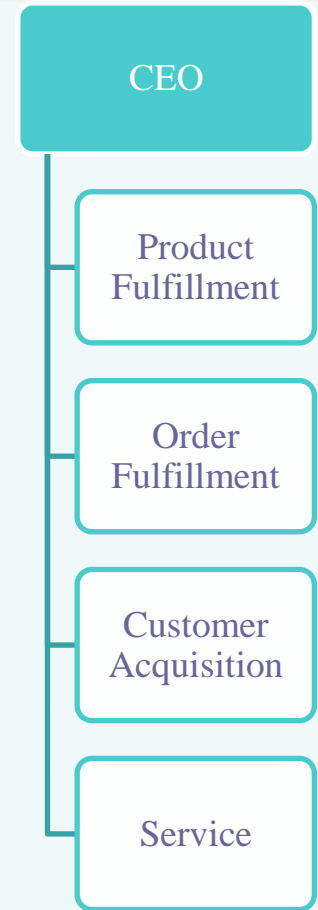 CEO
Product
Fulfillment
Order
Fulfillment
Customer
Acquisition
Service